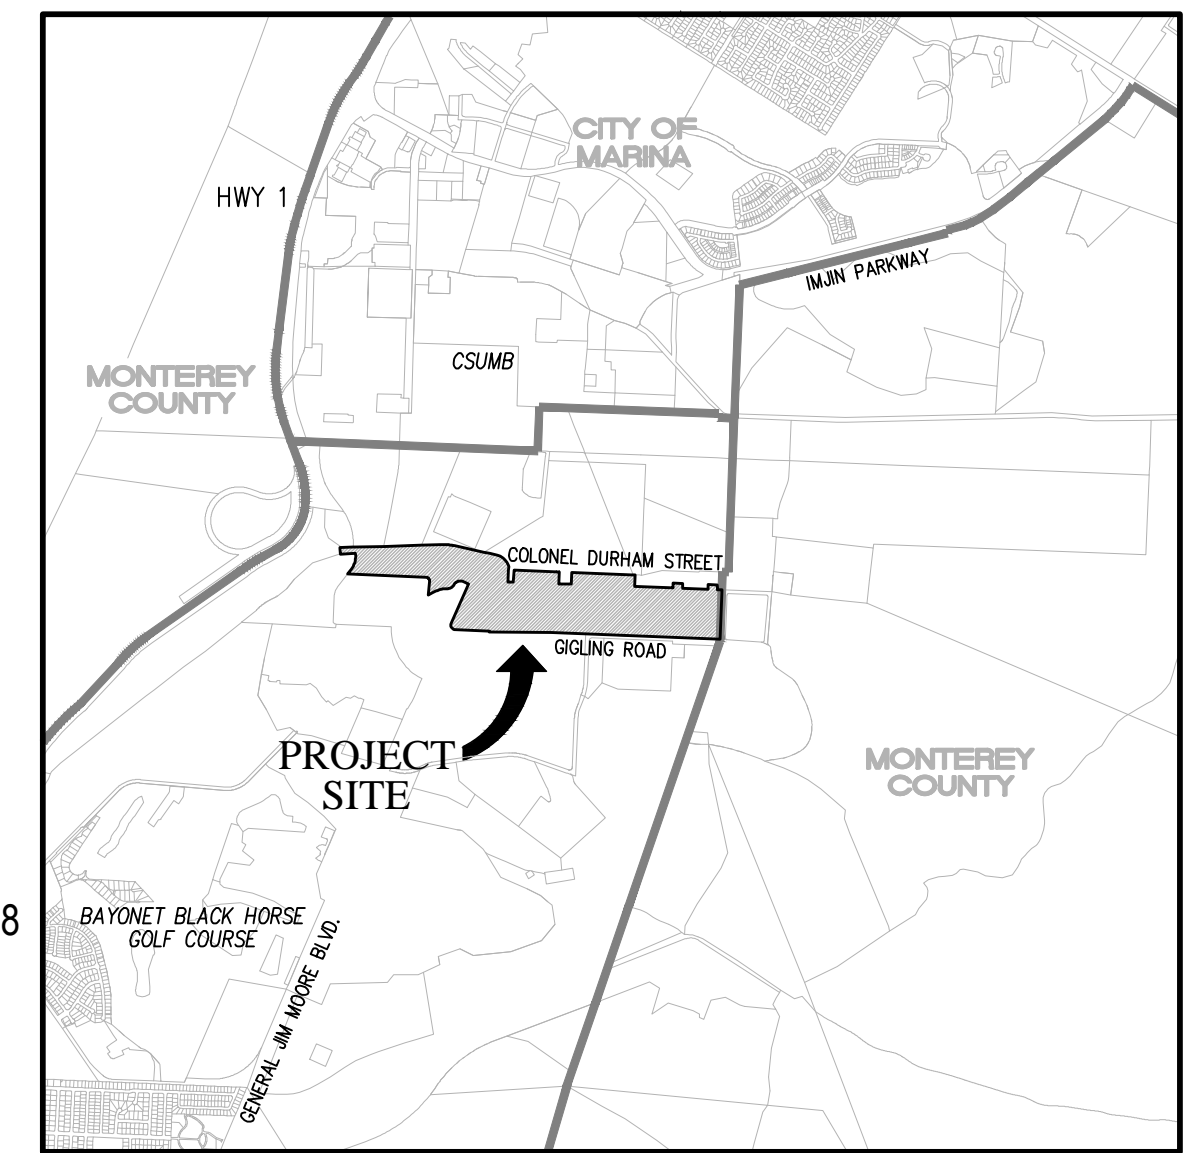 CITY OF
MARINA
HWY 1
IMJIN PARKWAY
CSUMB
MONTEREY
COUNTY
COLONEL DURHAM STREET
GIGLING ROAD
PROJECT
SITE
MONTEREY
COUNTY
8
BAYONET BLACK HORSE
GOLF COURSE
GENERAL JIM MOORE BLVD.